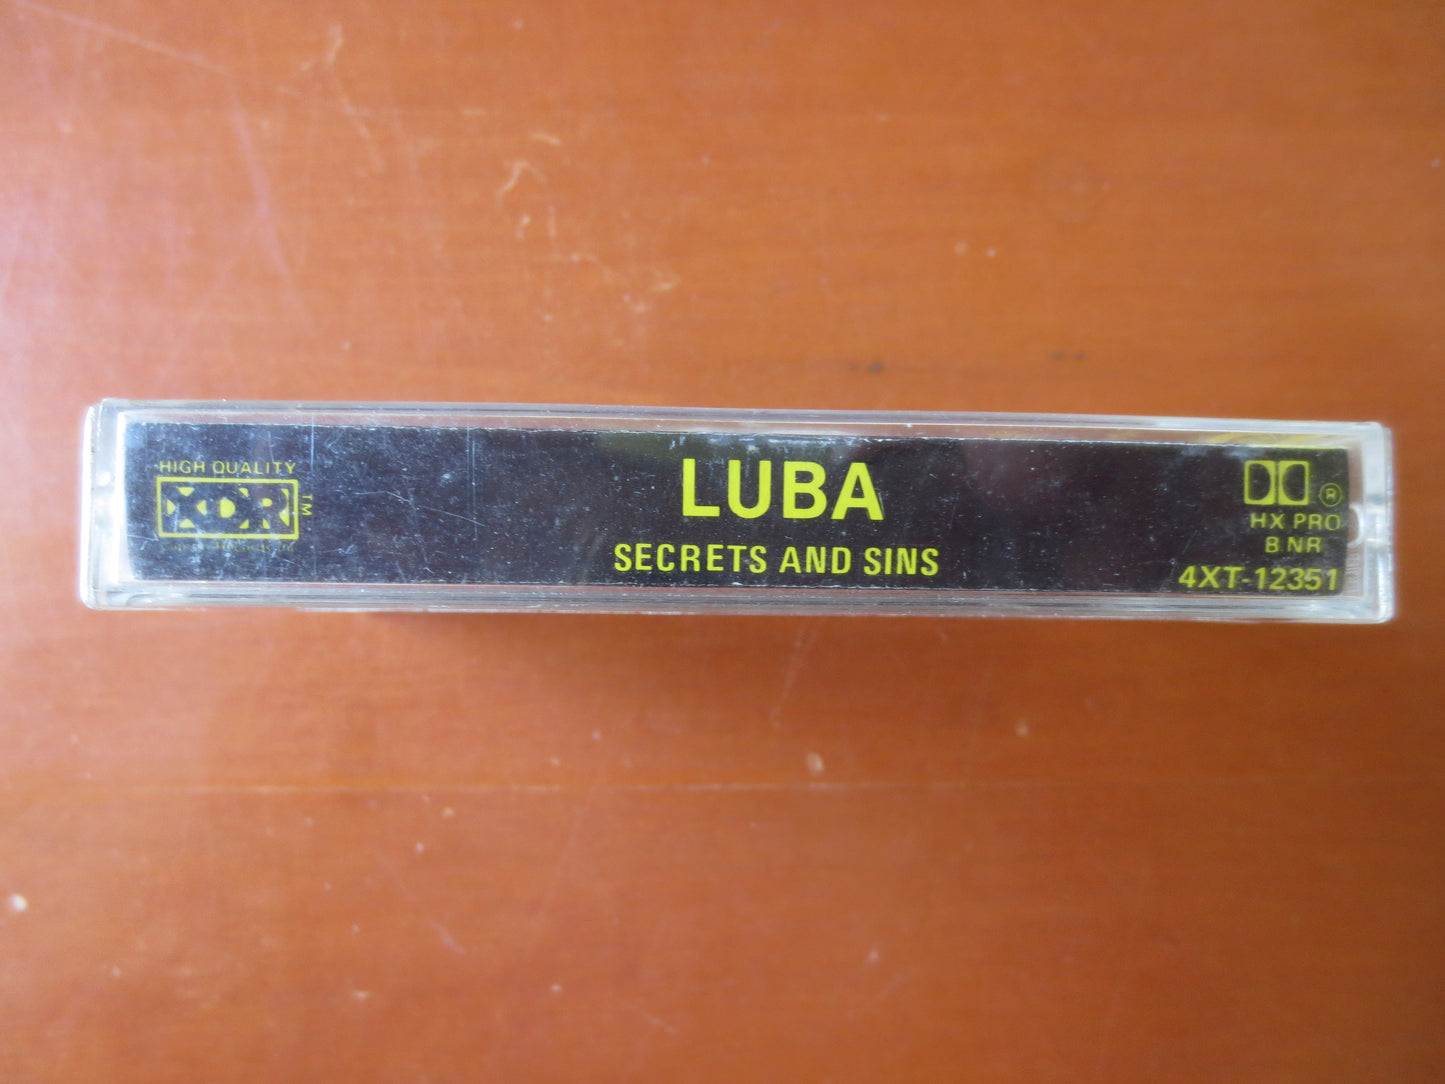 HIGH QUALITY
XDR
TM
LUBA
SECRETS AND SINS
®
HX PRO
B NR
4XT-12351